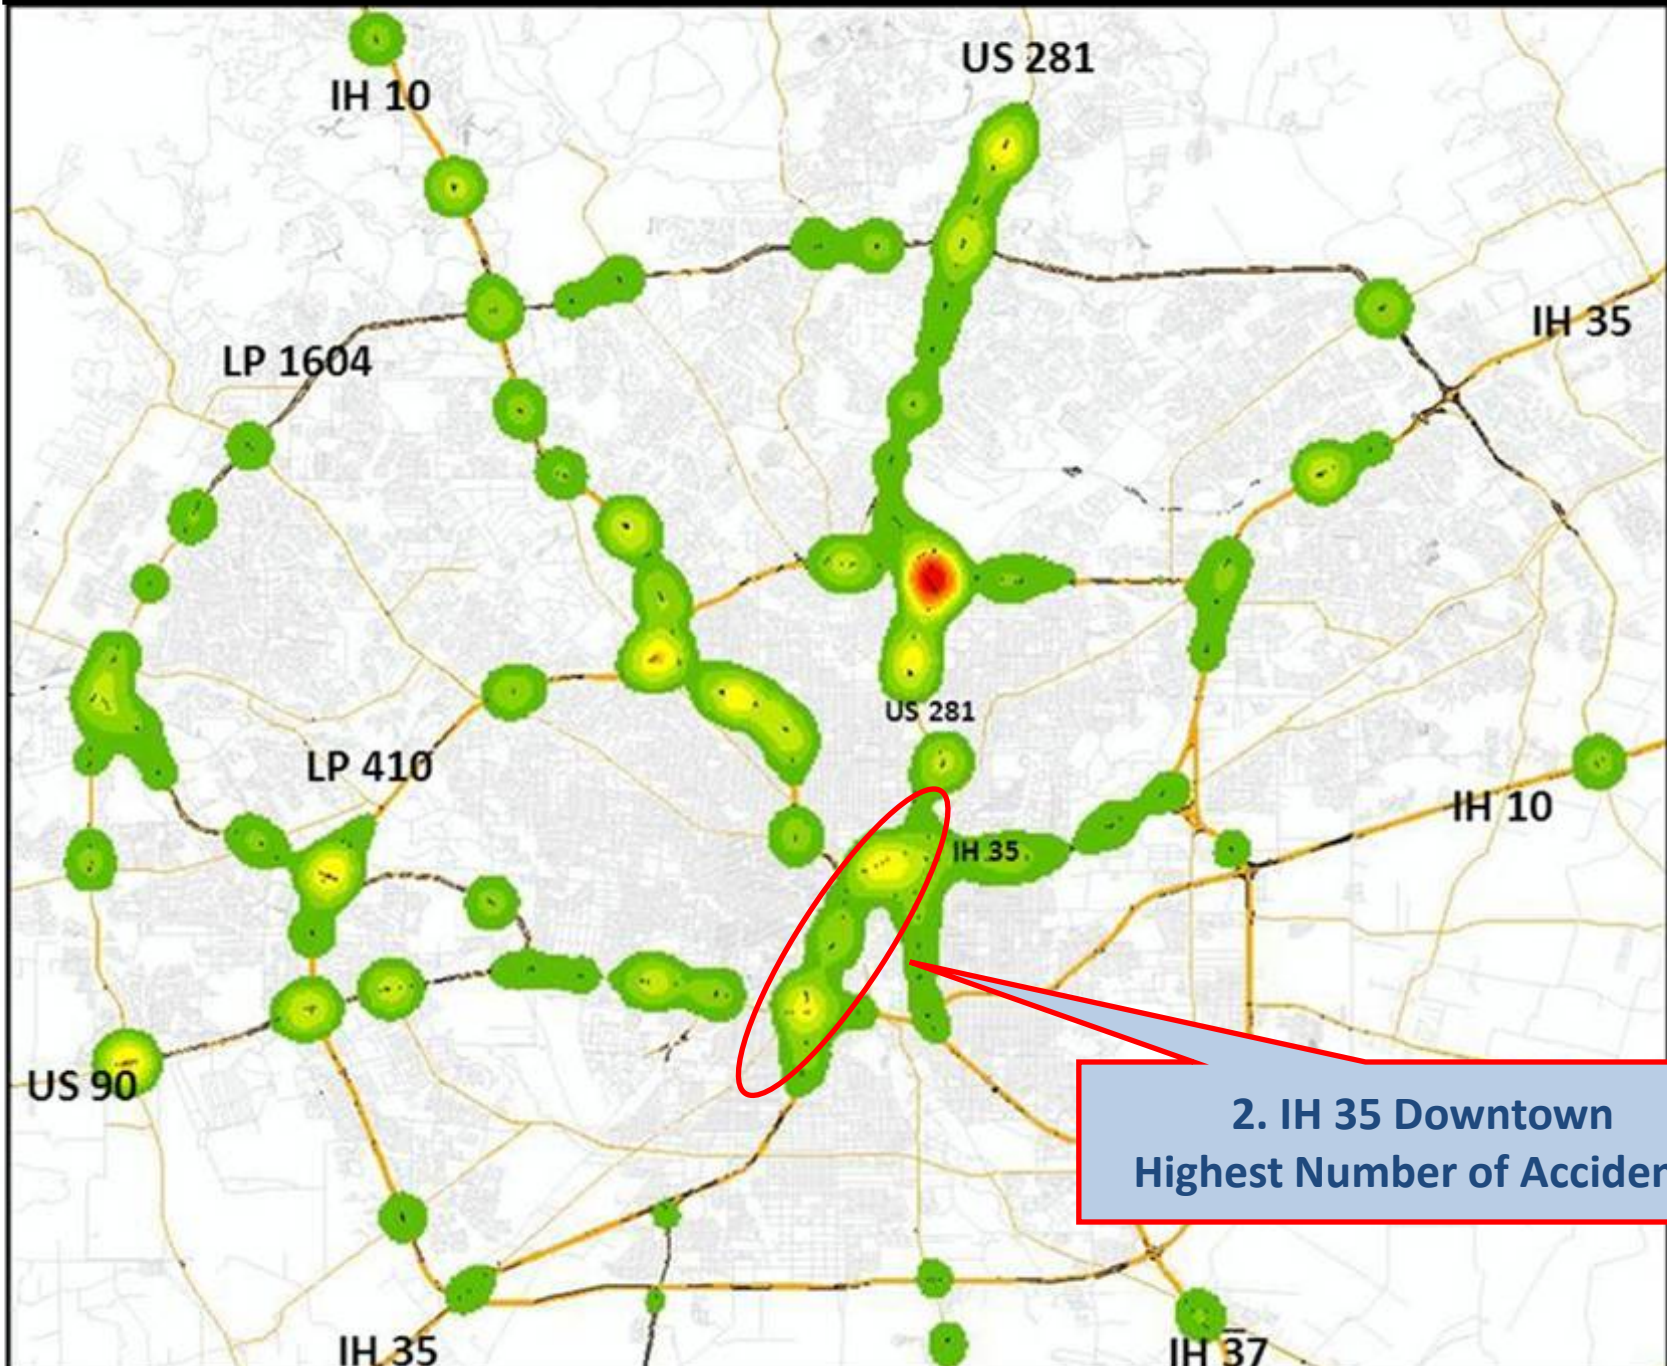 US 281
IH 10
IH 35
LP 1604
US 281
LP 410
IH 10
IH 35
US 90
2. IH 35 Downtown
Highest Number of Acciden
IH 35
IH 37